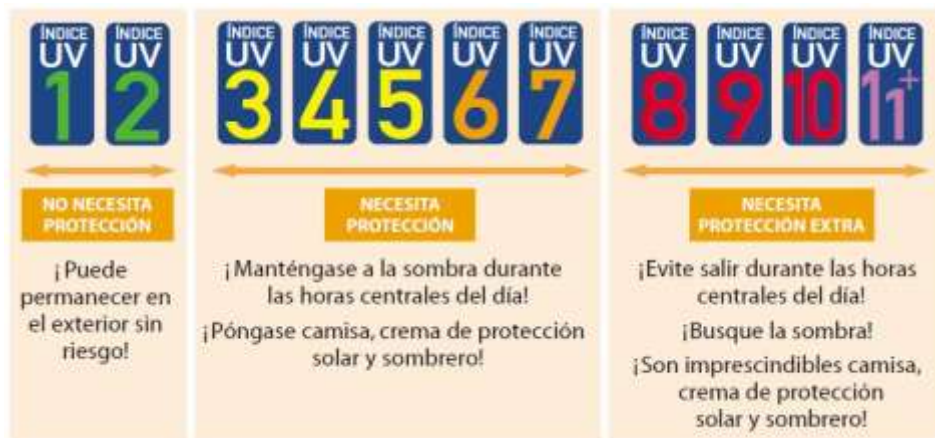 ÍNDICE
UV
1
ÍNDICE
UV
2
NO NECESITA
PROTECCIÓN
¡Puede
permanecer en
el exterior sin
riesgo!
ÍNDICE
UV
3
ÍNDICE
UV
4
ÍNDICE
UV
5
ÍNDICE
UV
6
ÍNDICE
UV
7
NECESITA
PROTECCIÓN
¡Manténgase a la sombra durante
las horas centrales del día!
¡Póngase camisa, crema de protección
solar y sombrero!
ÍNDICE
UV
8
ÍNDICE
UV
9
ÍNDICE
UV
10
ÍNDICE
UV
11+
NECESITA
PROTECCIÓN EXTRA
¡Evite salir durante las horas
centrales del día!
¡Busque la sombra!
¡Son imprescindibles camisa,
crema de protección
solar y sombrero!